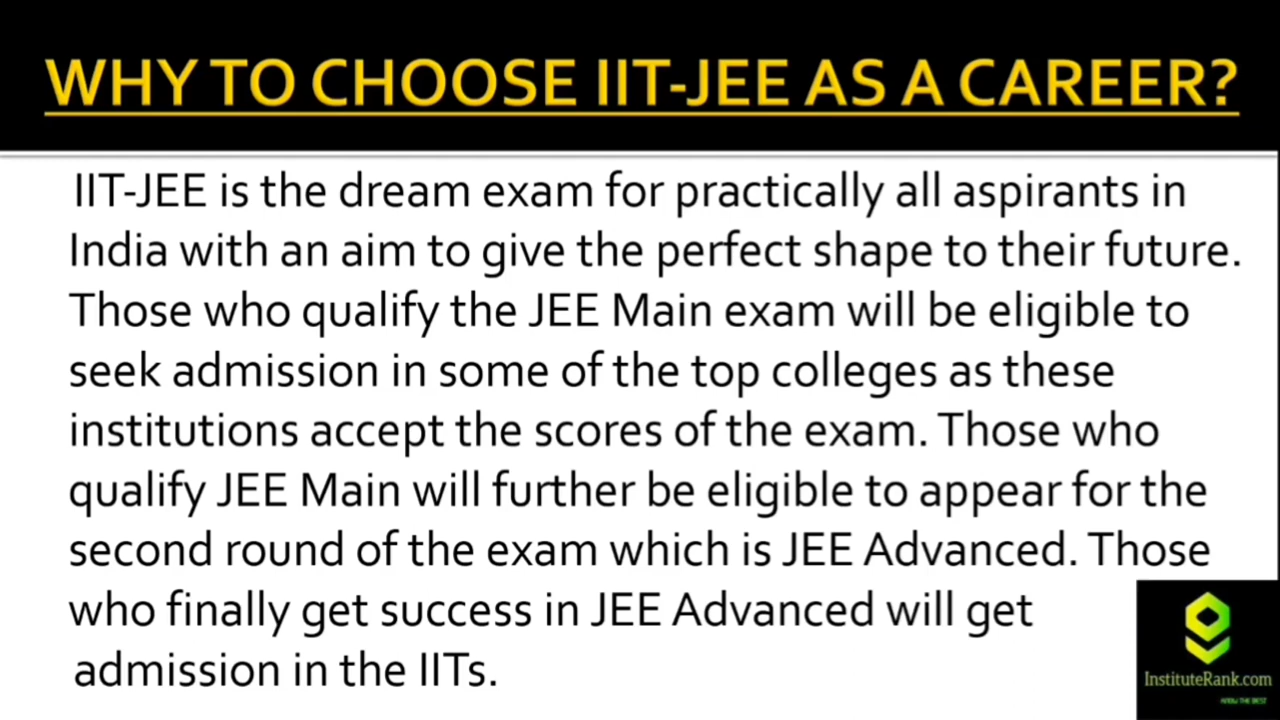 WHY TO CHOOSE IIT-JEE AS A CAREER?
IIT-JEE is the dream exam for practically all aspirants in
India with an aim to give the perfect shape to their future.
Those who qualify the JEE Main exam will be eligible to
seek admission in some of the top colleges as these
institutions accept the scores of the exam. Those who
qualify JEE Main will further be eligible to appear for the
second round of the exam which is JEE Advanced. Those
who finally get success in JEE Advanced will get
admission in the IITs.
InstituteRank.com
KNOW THE BEST